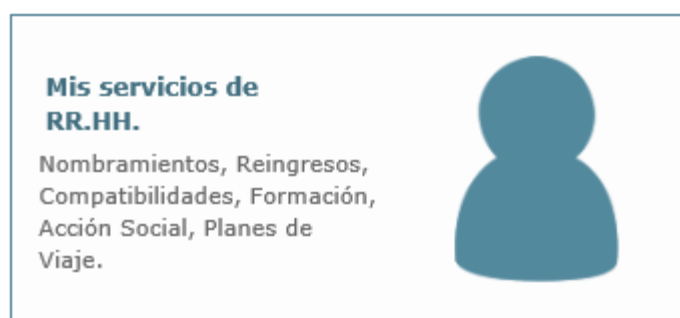 Mis servicios de
RR.HH.
Nombramientos, Reingresos,
Compatibilidades, Formación,
Acción Social, Planes de
Viaje.